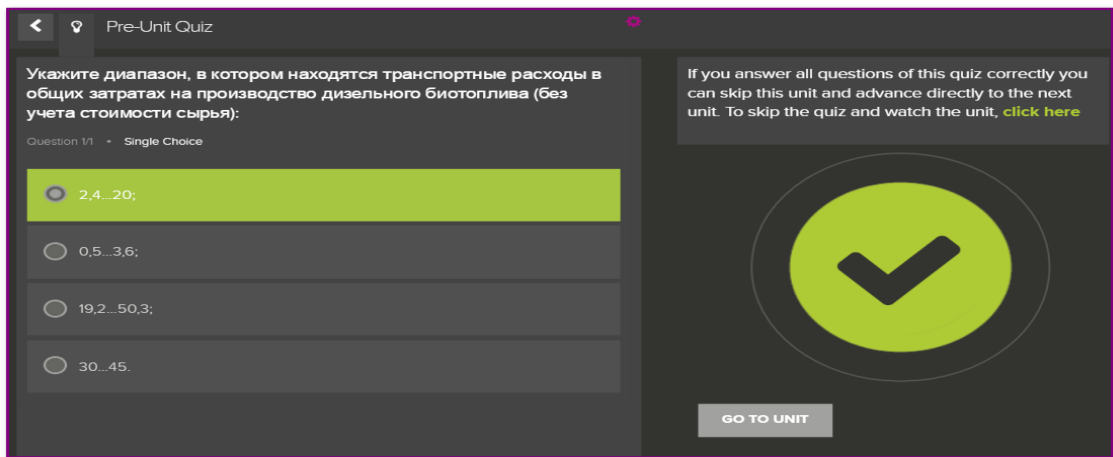 Pre-Unit Quiz
Укажите диапазон, в котором находятся транспортные расходы в
общих затратах на производство дизельного биотоплива (без
учета стоимости сырья):
Question 1/1 • Single Choice
2,4...20;
0,5...3,6;
19,2...50,3;
30...45.
If you answer all questions of this quiz correctly you
can skip this unit and advance directly to the next
unit. To skip the quiz and watch the unit, click here
GO TO UNIT